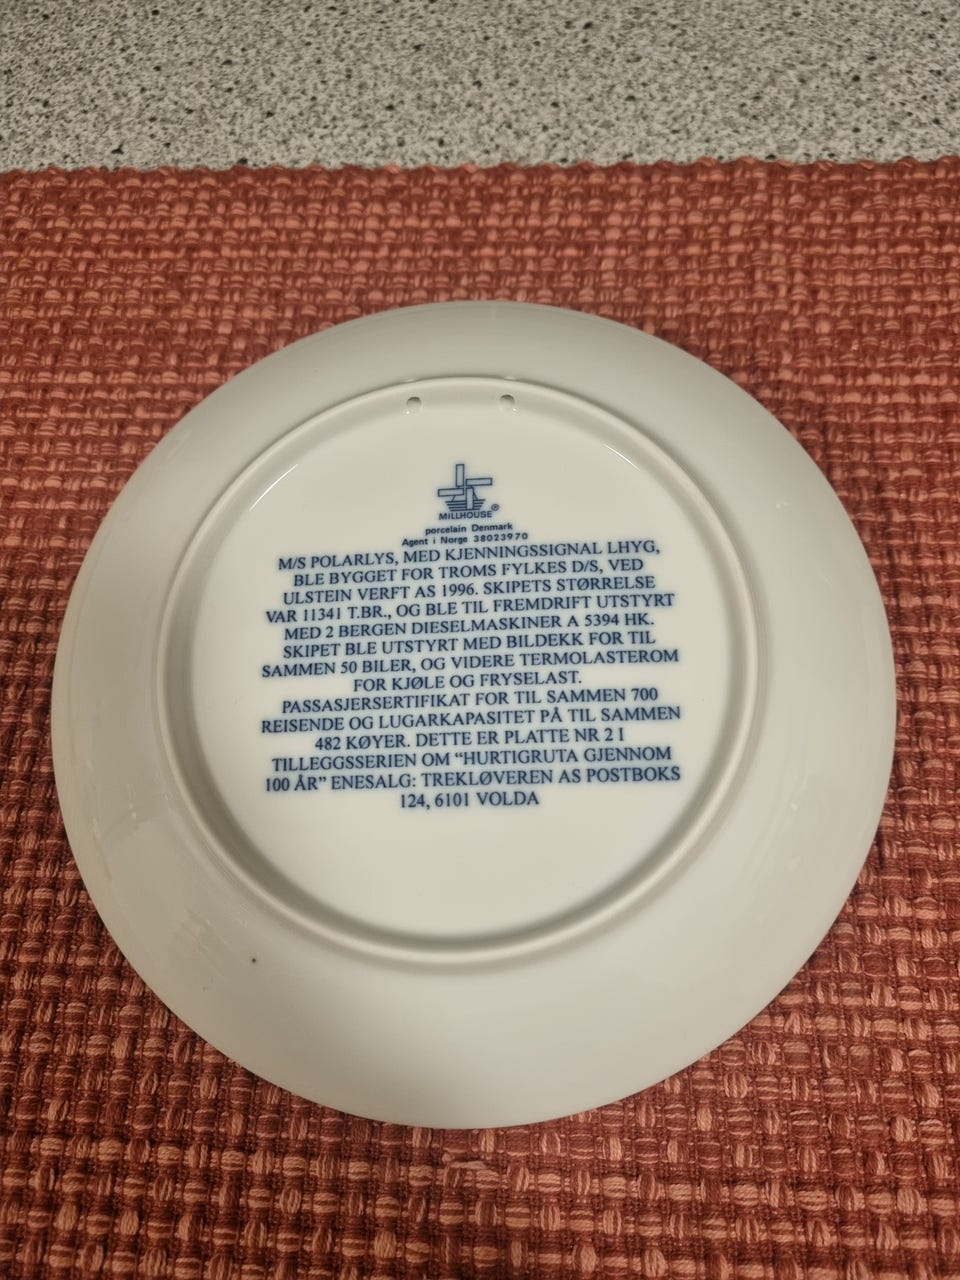 MILLHOUSE®
porcelain Denmark
Agent i Norge 38023970
M/S POLARLYS, MED KJENNINGSSIGNAL LHYG,
BLE BYGGET FOR TROMS FYLKES D/S, VED
ULSTEIN VERFT AS 1996. SKIPETS STØRRELSE
VAR 11341 T.BR., OG BLE TIL FREMDRIFT UTSTYRT
MED 2 BERGEN DIESELMASKINER A 5394 HK.
SKIPET BLE UTSTYRT MED BILDEKK FOR TIL
SAMMEN 50 BILER, OG VIDERE TERMOLASTEROM
FOR KJØLE OG FRYSELAST.
PASSASJERSERTIFIKAT FOR TIL SAMMEN 700
REISENDE OG LUGARKAPASITET PÅ TIL SAMMEN
482 KØYER. DETTE ER PLATTE NR 2 I
TILLEGGSSERIEN OM “HURTIGRUTA GJENNOM
100 ÅR” ENESALG: TREKLØVEREN AS POSTBOKS
124, 6101 VOLDA